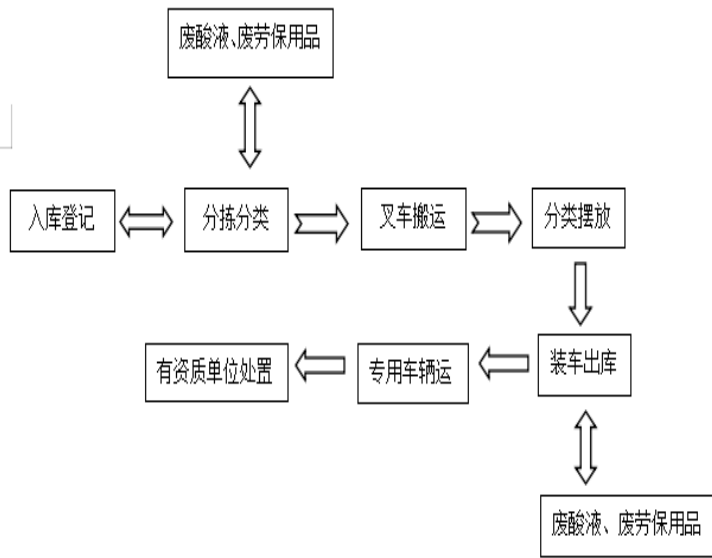 废酸液、废劳保用品
入库登记
分拣分类
叉车搬运
分类摆放
装车出库
专用车辆运
有资质单位处置
废酸液、废劳保用品